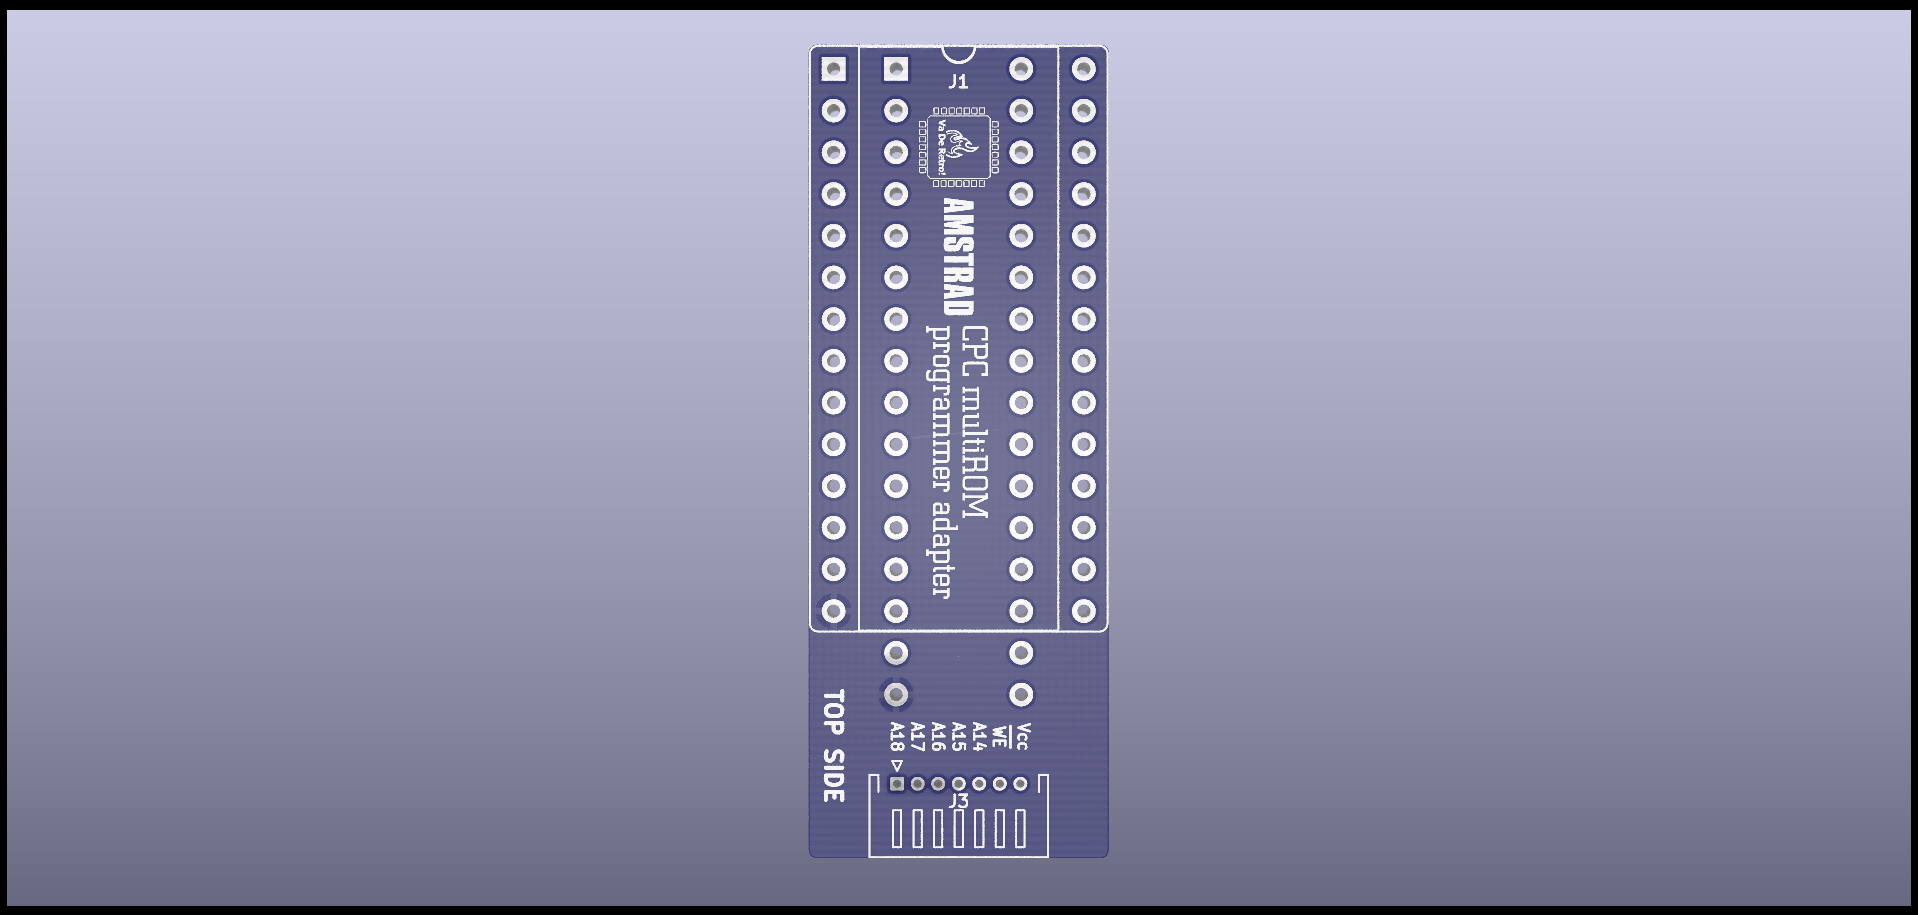 J1
Va De Retro!
AMSTRAD
CPC multiROM
programmer adapter
TOP SIDE
A18
A17
A16
A15
A14
WE
Vcc
J3